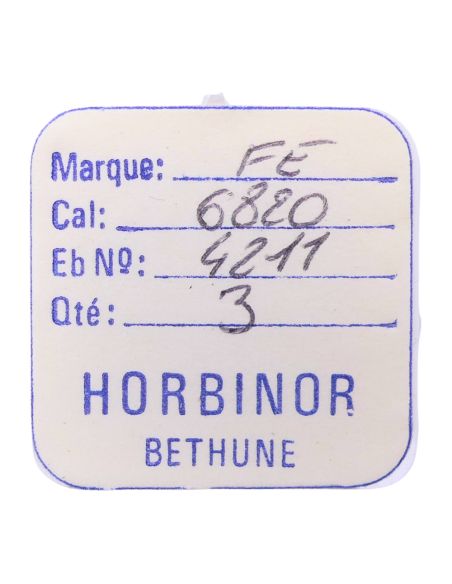 Marque: FE
Cal: 6820
Eb Nº: 4211
Qté: 3
HORBINOR
BETHUNE